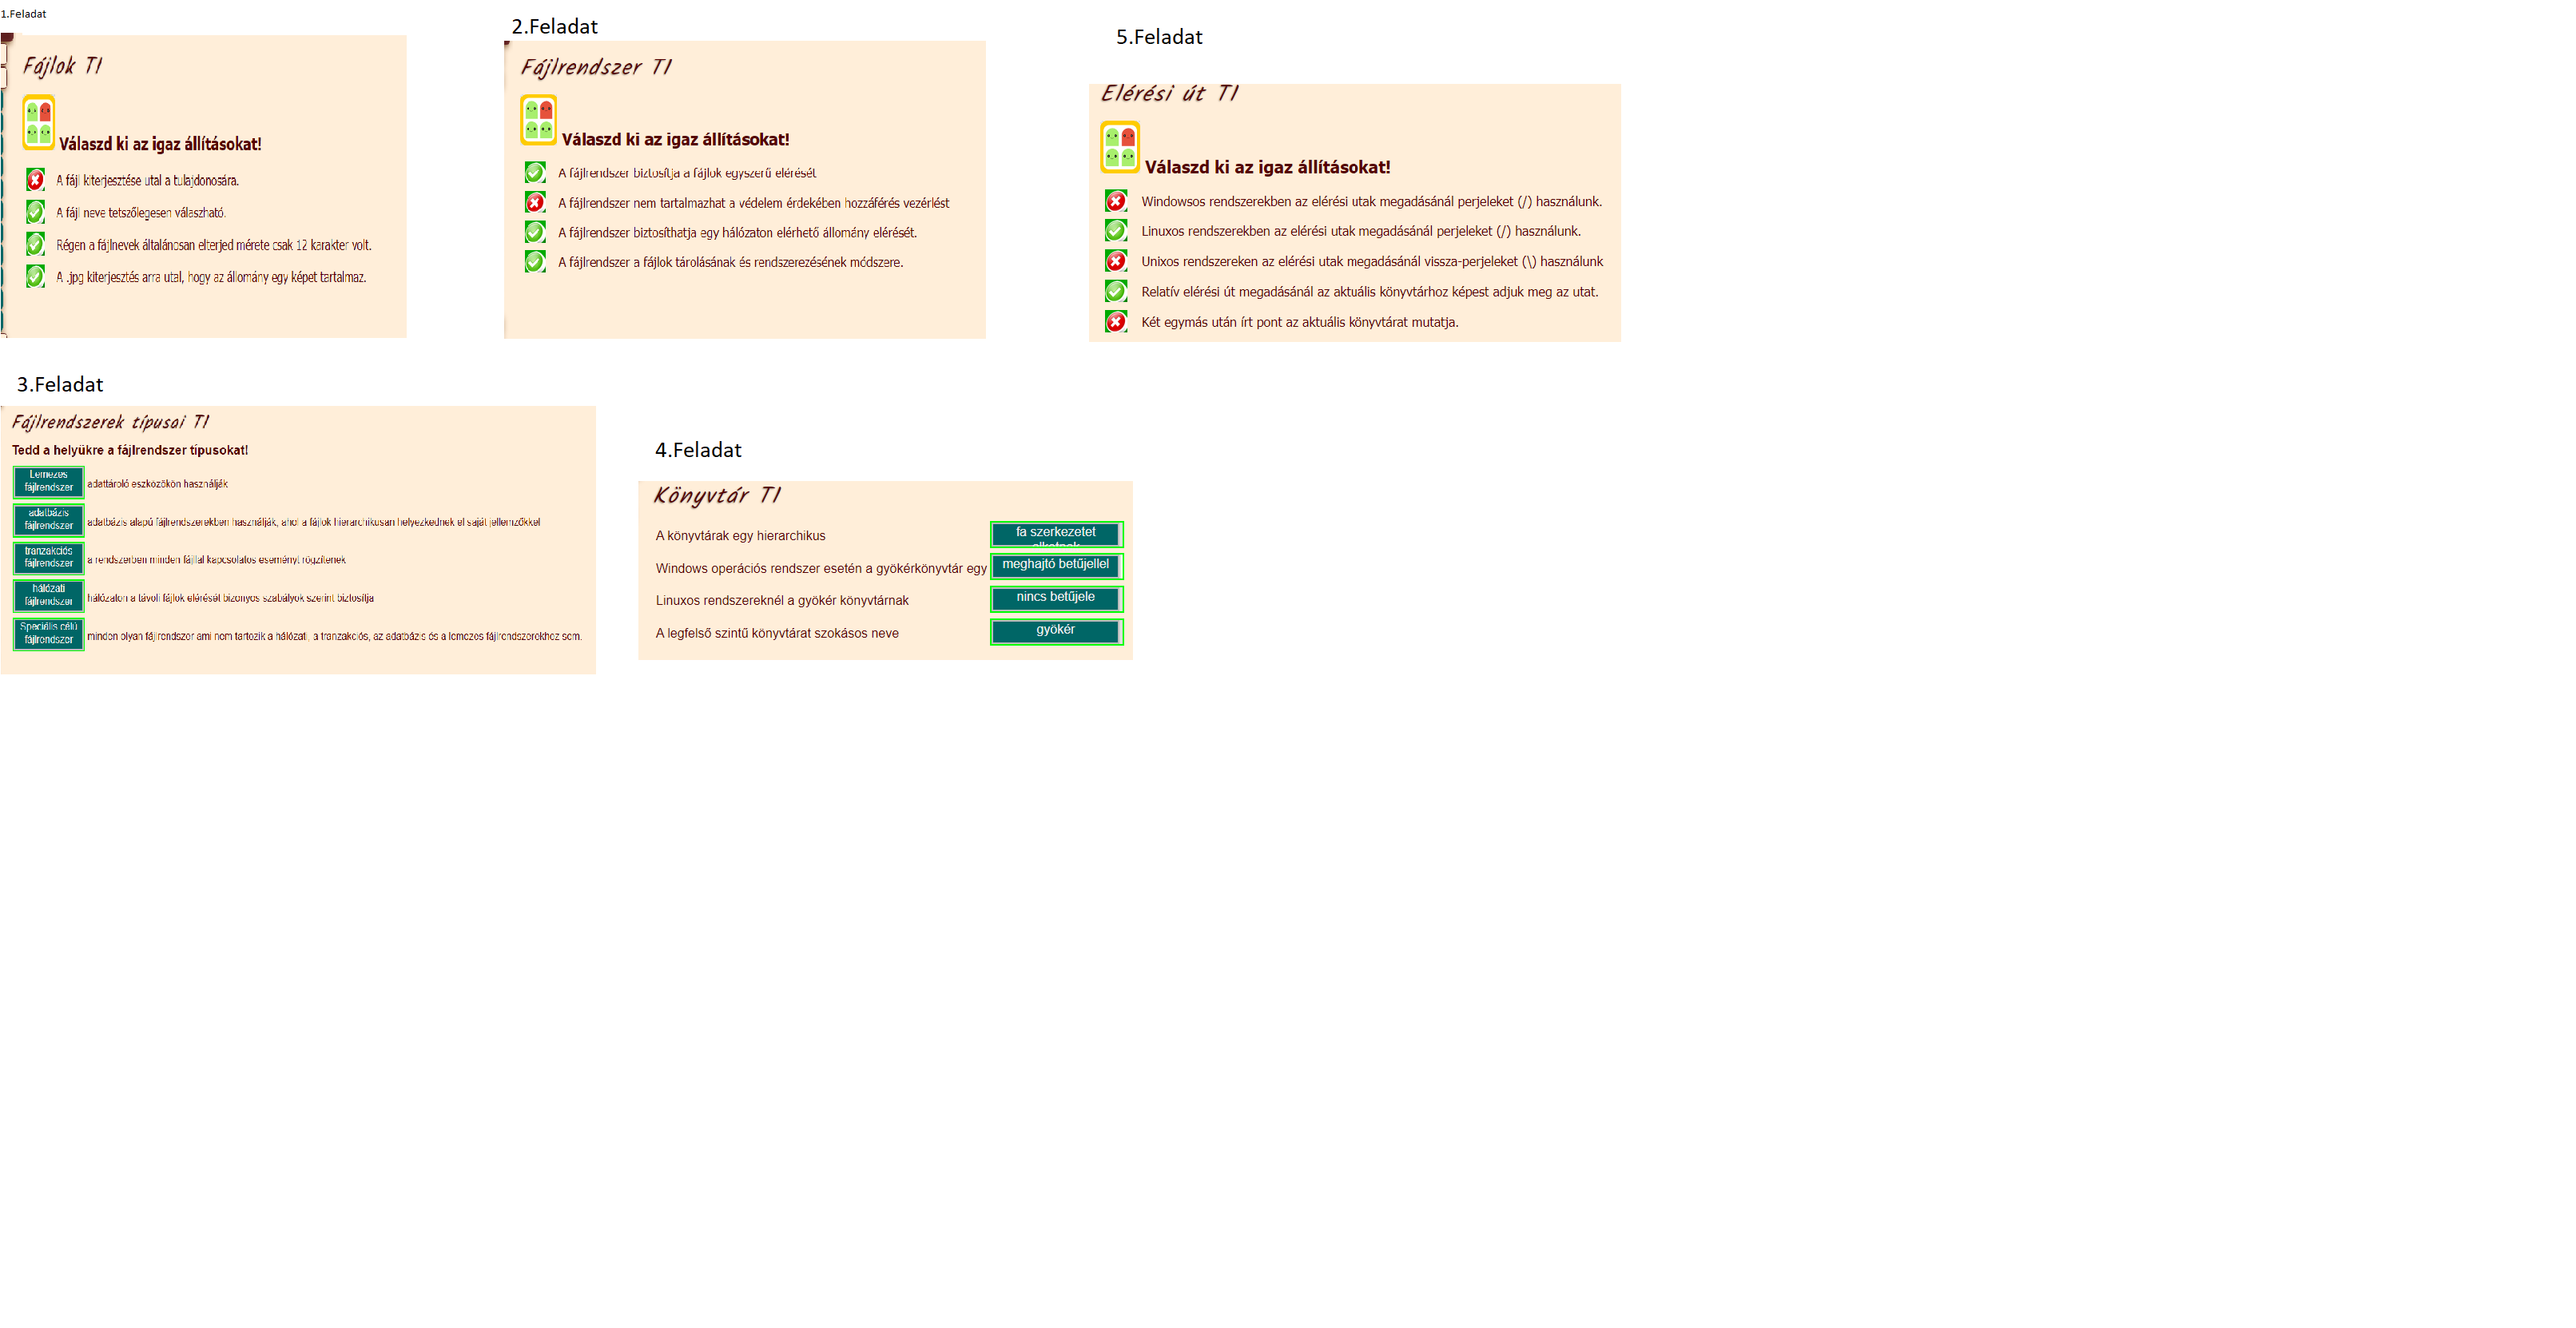 1.Feladat
Fájlok TI
Válaszd ki az igaz állításokat!
A fájl kiterjesztése utal a tulajdonosára.
A fájl neve tetszőlegesen válaszható.
Régen a fájlnevek általánosan elterjed mérete csak 12 karakter volt.
A .jpg kiterjesztés arra utal, hogy az állomány egy képet tartalmaz.
2.Feladat
Fájlrendszer TI
Válaszd ki az igaz állításokat!
A fájlrendszer biztosítja a fájlok egyszerű elérését
A fájlrendszer nem tartalmazhat a védelem érdekében hozzáférés vezérlést
A fájlrendszer biztosíthatja egy hálózaton elérhető állomány elérését.
A fájlrendszer a fájlok tárolásának és rendszerezésének módszere.
5.Feladat
Elérési út TI
Válaszd ki az igaz állításokat!
Windowsos rendszerekben az elérési utak megadásánál perjeleket (/) használunk.
Linuxos rendszerekben az elérési utak megadásánál perjeleket (/) használunk.
Unixos rendszereken az elérési utak megadásánál vissza-perjeleket (\) használunk
Relatív elérési út megadásánál az aktuális könyvtárhoz képest adjuk meg az utat.
Két egymás után írt pont az aktuális könyvtárat mutatja.
3.Feladat
Fájlrendszerek típusai TI
Tedd a helyükre a fájlrendszer típusokat!
Lemezes
fájlrendszer
adattároló eszközökön használják
adatbázis
fájlrendszer
adatbázis alapú fájlrendszerekben használják, ahol a fájlok hierarchikusan helyezkednek el saját jellemzőkkel
tranzakciós
fájlrendszer
a rendszerben minden fájllal kapcsolatos eseményt rögzítenek
hálózati
fájlrendszer
hálózaton a távoli fájlok elérését bizonyos szabályok szerint biztosítja
Speciális célú
fájlrendszer
minden olyan fájlrendszer ami nem tartozik a hálózati, a tranzakciós, az adatbázis és a lemezes fájlrendszerekhoz sem.
4.Feladat
Könyvtár TI
A könyvtárak egy hierarchikus
fa szerkezetet
Windows operációs rendszer esetén a gyökérkönyvtár egy
meghajtó betűjellel
Linuxos rendszereknél a gyökér könyvtárnak
nincs betűjele
A legfelső szintű könyvtárat szokásos neve
gyökér